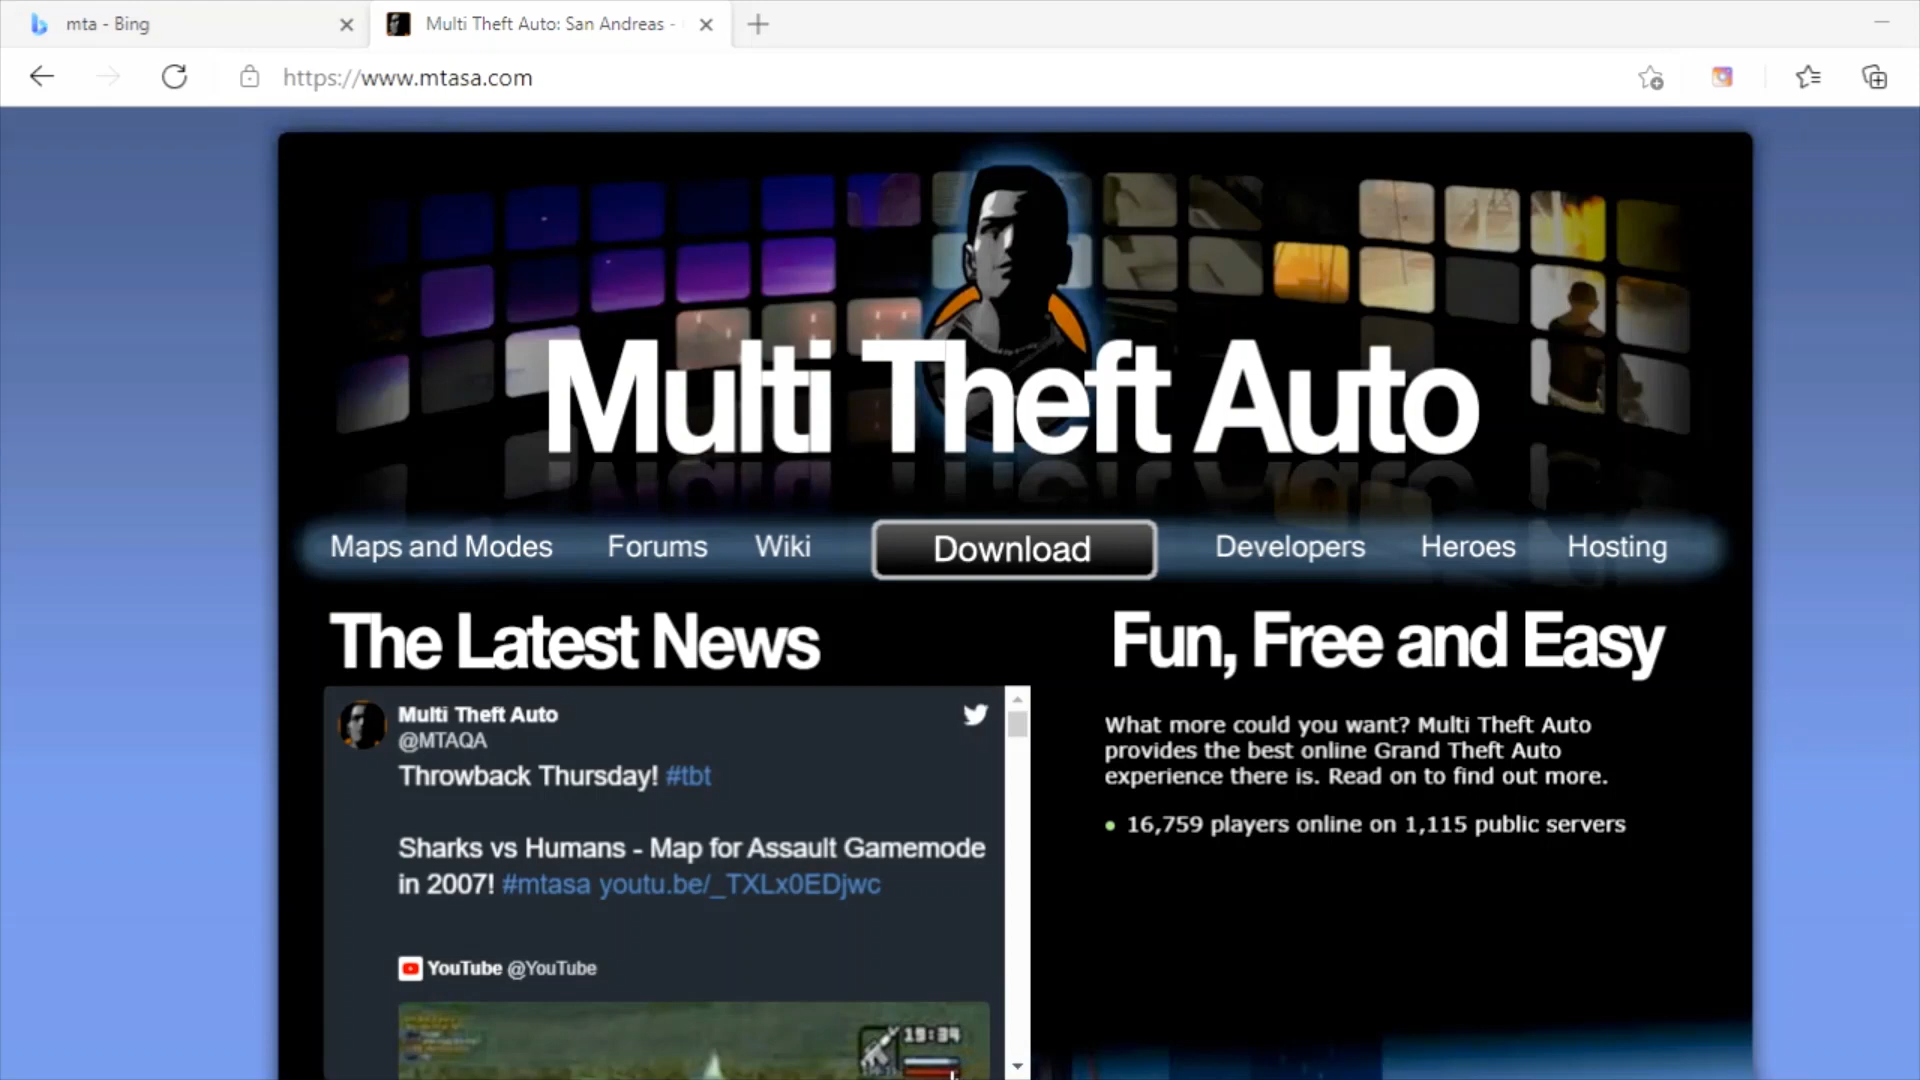 mta - Bing
Multi Theft Auto: San Andreas -
https://www.mtasa.com
Multi Theft Auto
Maps and Modes
Forums
Wiki
Download
Developers
Heroes
Hosting
The Latest News
Multi Theft Auto
@MTAQA
Throwback Thursday! #tbt
Sharks vs Humans - Map for Assault Gamemode
in 2007! #mtasa youtu.be/_TXLx0EDjwc
YouTube @YouTube
19:34
Fun, Free and Easy
What more could you want? Multi Theft Auto
provides the best online Grand Theft Auto
experience there is. Read on to find out more.
• 16,759 players online on 1,115 public servers